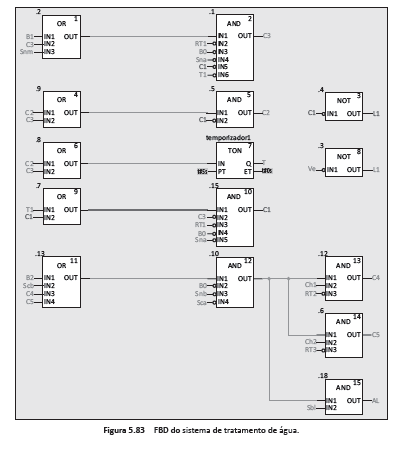 .2 OR 1
B1 IN1 OUT
C3 IN2
Snm IN3
.1 AND 2
IN1 OUT C3
RT1 IN2
B0 IN3
Sna IN4
C1 IN5
T1 IN6
.9 OR 4
C2 IN1 OUT
C3 IN2
.5 AND 5
IN1 OUT C2
C1 IN2
.4 NOT 3
C1 IN1 OUT L1
.8 OR 6
C2 IN1 OUT
C3 IN2
temporizador1
TON 7
IN Q T
PT ET
.3 NOT 8
Ve IN1 OUT L1
.7 OR 9
T1 IN1 OUT
C1 IN2
.15 AND 10
IN1 OUT C1
C3 IN2
RT1 IN3
B0 IN4
Sna IN5
.13 OR 11
B2 IN1 OUT
Scb IN2
C4 IN3
C5 IN4
.10 AND 12
IN1 OUT
B0 IN2
Snb IN3
Sca IN4
.12 AND 13
IN1 OUT C4
Ch1 IN2
RT2 IN3
.6 AND 14
IN1 OUT C5
Ch2 IN2
RT3 IN3
.18 AND 15
IN1 OUT AL
Sbl IN2
Figura 5.83 FBD do sistema de tratamento de água.